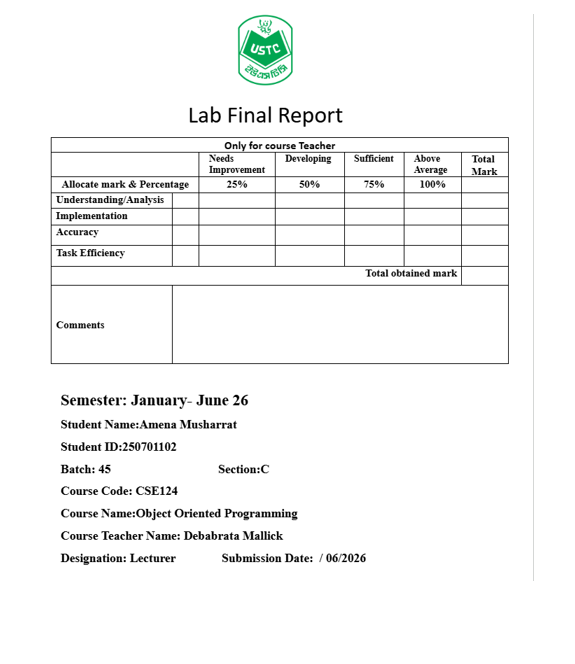 USTC
ইউএসটিসি
Lab Final Report
Only for course Teacher
Needs Improvement Developing Sufficient Above Average Total Mark
Allocate mark & Percentage 25% 50% 75% 100%
Understanding/Analysis
Implementation
Accuracy
Task Efficiency
Total obtained mark
Comments
Semester: January- June 26
Student Name:Amena Musharrat
Student ID:250701102
Batch: 45 Section:C
Course Code: CSE124
Course Name:Object Oriented Programming
Course Teacher Name: Debabrata Mallick
Designation: Lecturer Submission Date: / 06/2026